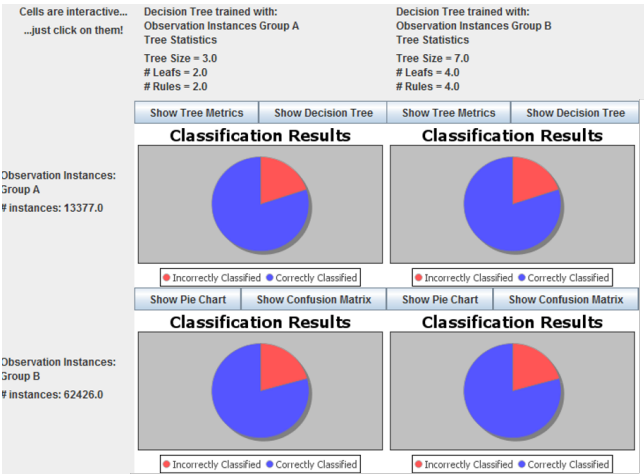 Cells are interactive...
...just click on them!
Decision Tree trained with:
Observation Instances Group A
Tree Statistics
Tree Size = 3.0
# Leafs = 2.0
# Rules = 2.0
Decision Tree trained with:
Observation Instances Group B
Tree Statistics
Tree Size = 7.0
# Leafs = 4.0
# Rules = 4.0
Show Tree Metrics
Show Decision Tree
Show Tree Metrics
Show Decision Tree
Observation Instances:
Group A
# instances: 13377.0
Classification Results
Incorrectly Classified Correctly Classified
Classification Results
Incorrectly Classified Correctly Classified
Show Pie Chart
Show Confusion Matrix
Show Pie Chart
Show Confusion Matrix
Observation Instances:
Group B
# instances: 62426.0
Classification Results
Incorrectly Classified Correctly Classified
Classification Results
Incorrectly Classified Correctly Classified